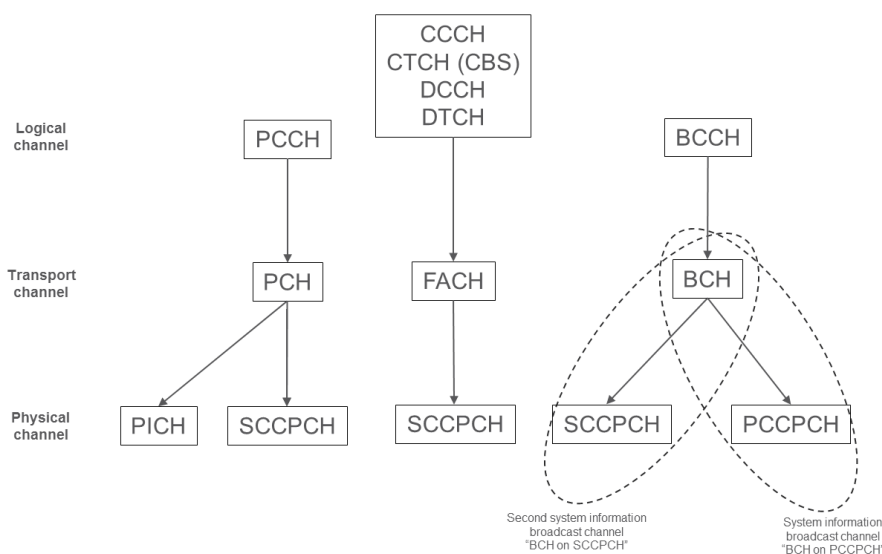 CCCH
CTCH (CBS)
DCCH
DTCH
Logical
channel
PCCH
BCCH
Transport
channel
PCH
FACH
BCH
Physical
channel
PICH
SCCPCH
SCCPCH
SCCPCH
PCCPCH
Second system information
broadcast channel
"BCH on SCCPCH"
System information
broadcast channel
"BCH on PCCPCH"